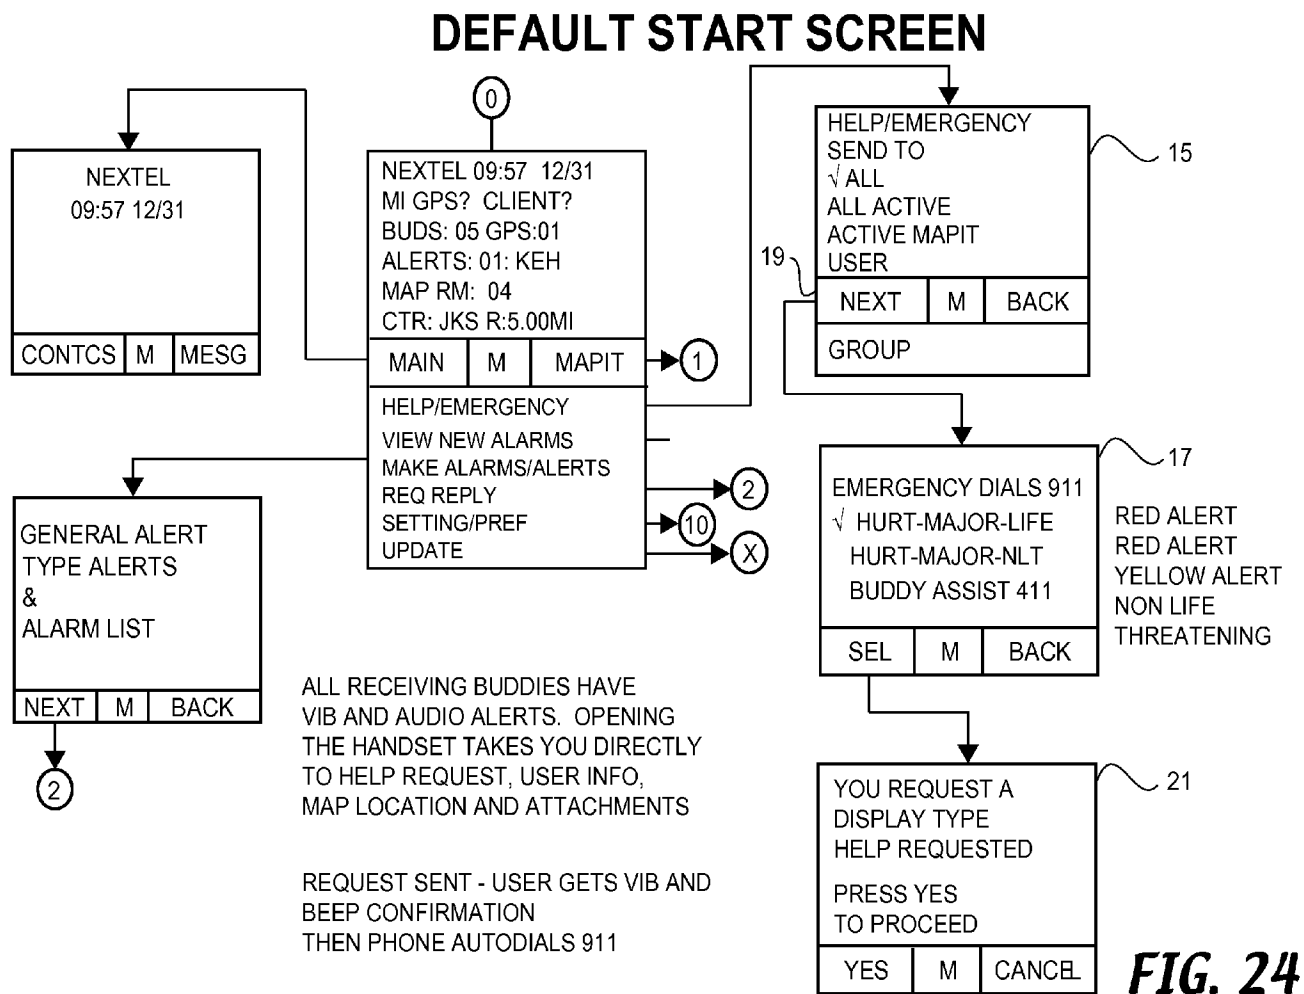 DEFAULT START SCREEN
0
NEXTEL
09:57 12/31
CONTCS M MESG
NEXTEL 09:57 12/31
MI GPS? CLIENT?
BUDS: 05 GPS:01
ALERTS: 01: KEH
MAP RM: 04
CTR: JKS R:5.00MI
MAIN M MAPIT
1
HELP/EMERGENCY
VIEW NEW ALARMS
MAKE ALARMS/ALERTS
REQ REPLY
2
SETTING/PREF
10
UPDATE
X
HELP/EMERGENCY
SEND TO
√ ALL
ALL ACTIVE
ACTIVE MAPIT
USER
NEXT M BACK
GROUP
15
19
GENERAL ALERT
TYPE ALERTS
&
ALARM LIST
NEXT M BACK
2
EMERGENCY DIALS 911
√ HURT-MAJOR-LIFE
HURT-MAJOR-NLT
BUDDY ASSIST 411
SEL M BACK
17
RED ALERT
RED ALERT
YELLOW ALERT
NON LIFE
THREATENING
ALL RECEIVING BUDDIES HAVE
VIB AND AUDIO ALERTS. OPENING
THE HANDSET TAKES YOU DIRECTLY
TO HELP REQUEST, USER INFO,
MAP LOCATION AND ATTACHMENTS
REQUEST SENT - USER GETS VIB AND
BEEP CONFIRMATION
THEN PHONE AUTODIALS 911
YOU REQUEST A
DISPLAY TYPE
HELP REQUESTED
PRESS YES
TO PROCEED
YES M CANCEL
21
FIG. 24